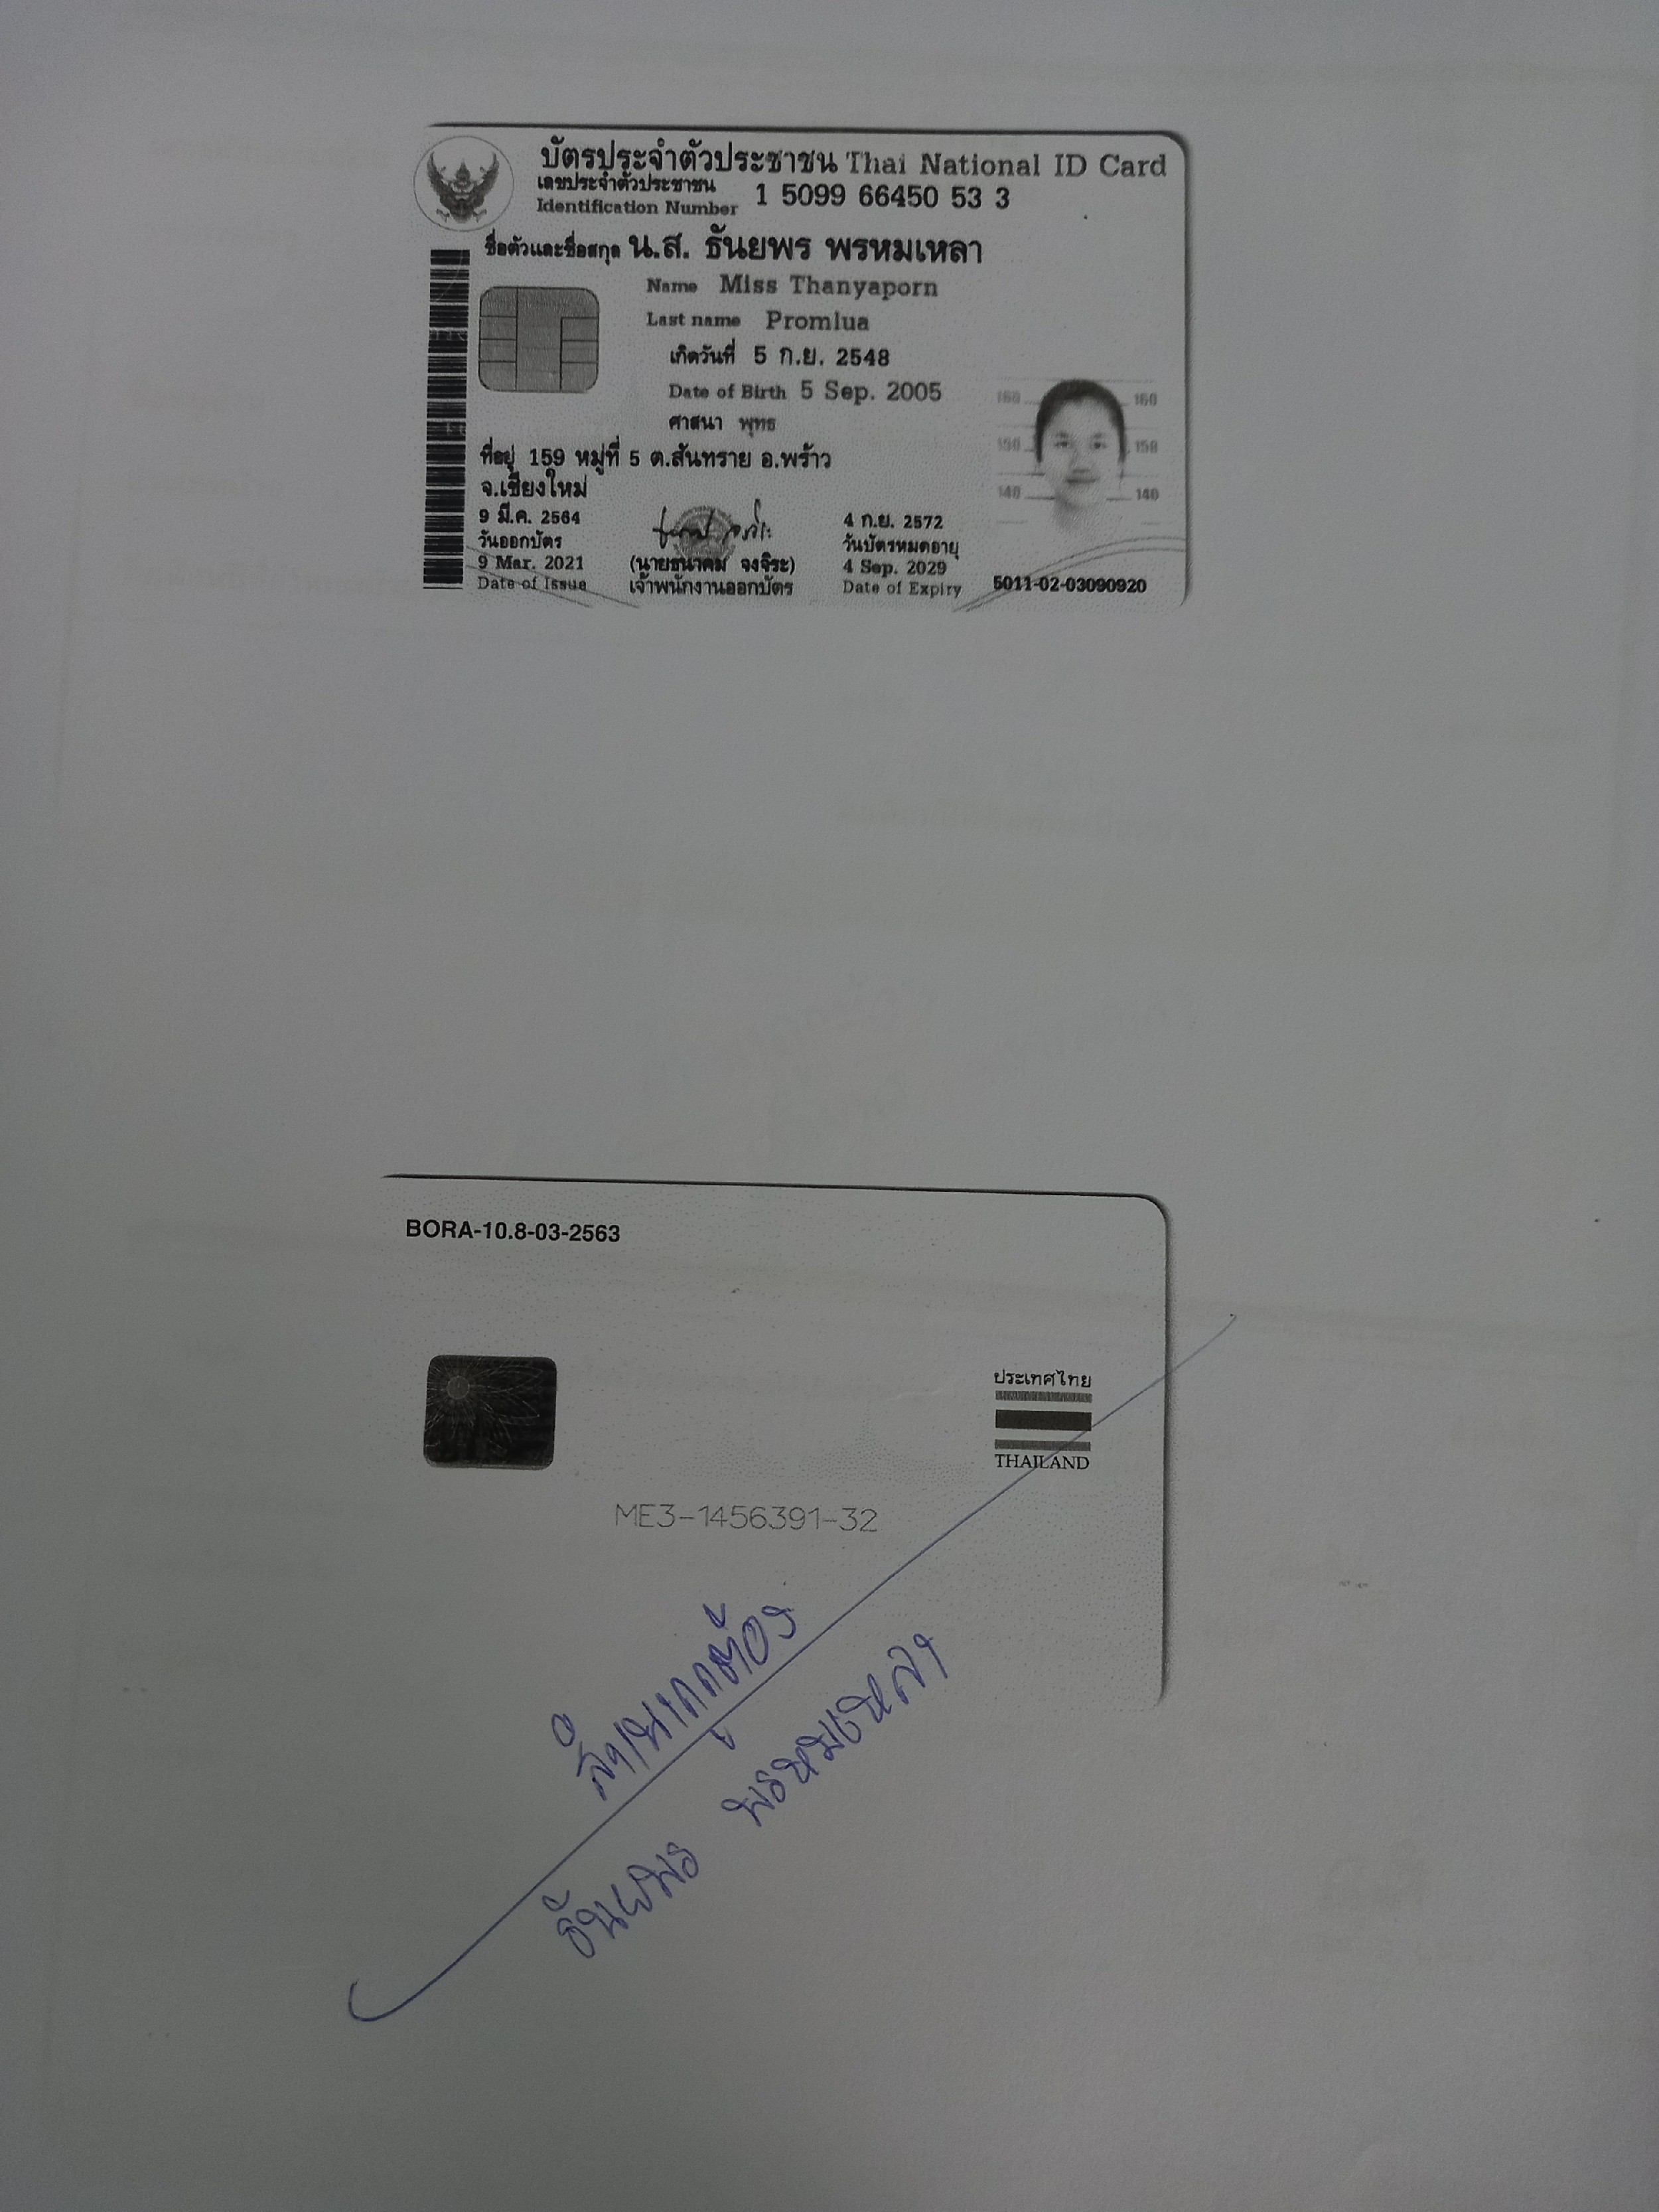 บัตรประจำตัวประชาชน Thai National ID Card
เลขประจำตัวประชาชน
Identification Number 1 5099 66450 53 3
ชื่อตัวและชื่อสกุล น.ส. ธันยพร พรหมเหลา
Name Miss Thanyaporn
Last name Promlua
เกิดวันที่ 5 ก.ย. 2548
Date of Birth 5 Sep. 2005
ศาสนา พุทธ
ที่อยู่ 159 หมู่ที่ 5 ต.สันทราย อ.พร้าว
จ.เชียงใหม่
160 160
150 150
140 140
9 มี.ค. 2564
วันออกบัตร
9 Mar. 2021
Date of Issue
(นายธนาคม จงจิระ)
เจ้าพนักงานออกบัตร
4 ก.ย. 2572
วันบัตรหมดอายุ
4 Sep. 2029
Date of Expiry
5011-02-03090920
BORA-10.8-03-2563
ประเทศไทย
THAILAND
ME3-1456391-32
สำเนาถูกต้อง
ธันยพร พรหมเหลา